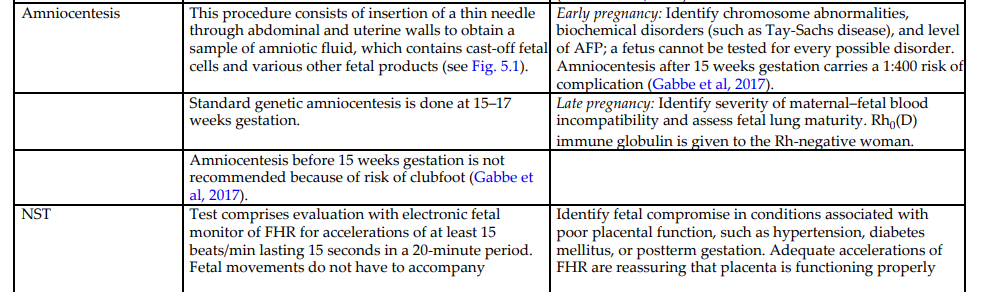 Amniocentesis
This procedure consists of insertion of a thin needle
through abdominal and uterine walls to obtain a
sample of amniotic fluid, which contains cast-off fetal
cells and various other fetal products (see Fig. 5.1).
Early pregnancy: Identify chromosome abnormalities,
biochemical disorders (such as Tay-Sachs disease), and level
of AFP; a fetus cannot be tested for every possible disorder.
Amniocentesis after 15 weeks gestation carries a 1:400 risk of
complication (Gabbe et al, 2017).
Standard genetic amniocentesis is done at 15–17
weeks gestation.
Late pregnancy: Identify severity of maternal–fetal blood
incompatibility and assess fetal lung maturity. Rh0(D)
immune globulin is given to the Rh-negative woman.
Amniocentesis before 15 weeks gestation is not
recommended because of risk of clubfoot (Gabbe et
al, 2017).
NST
Test comprises evaluation with electronic fetal
monitor of FHR for accelerations of at least 15
beats/min lasting 15 seconds in a 20-minute period.
Fetal movements do not have to accompany
Identify fetal compromise in conditions associated with
poor placental function, such as hypertension, diabetes
mellitus, or postterm gestation. Adequate accelerations of
FHR are reassuring that placenta is functioning properly